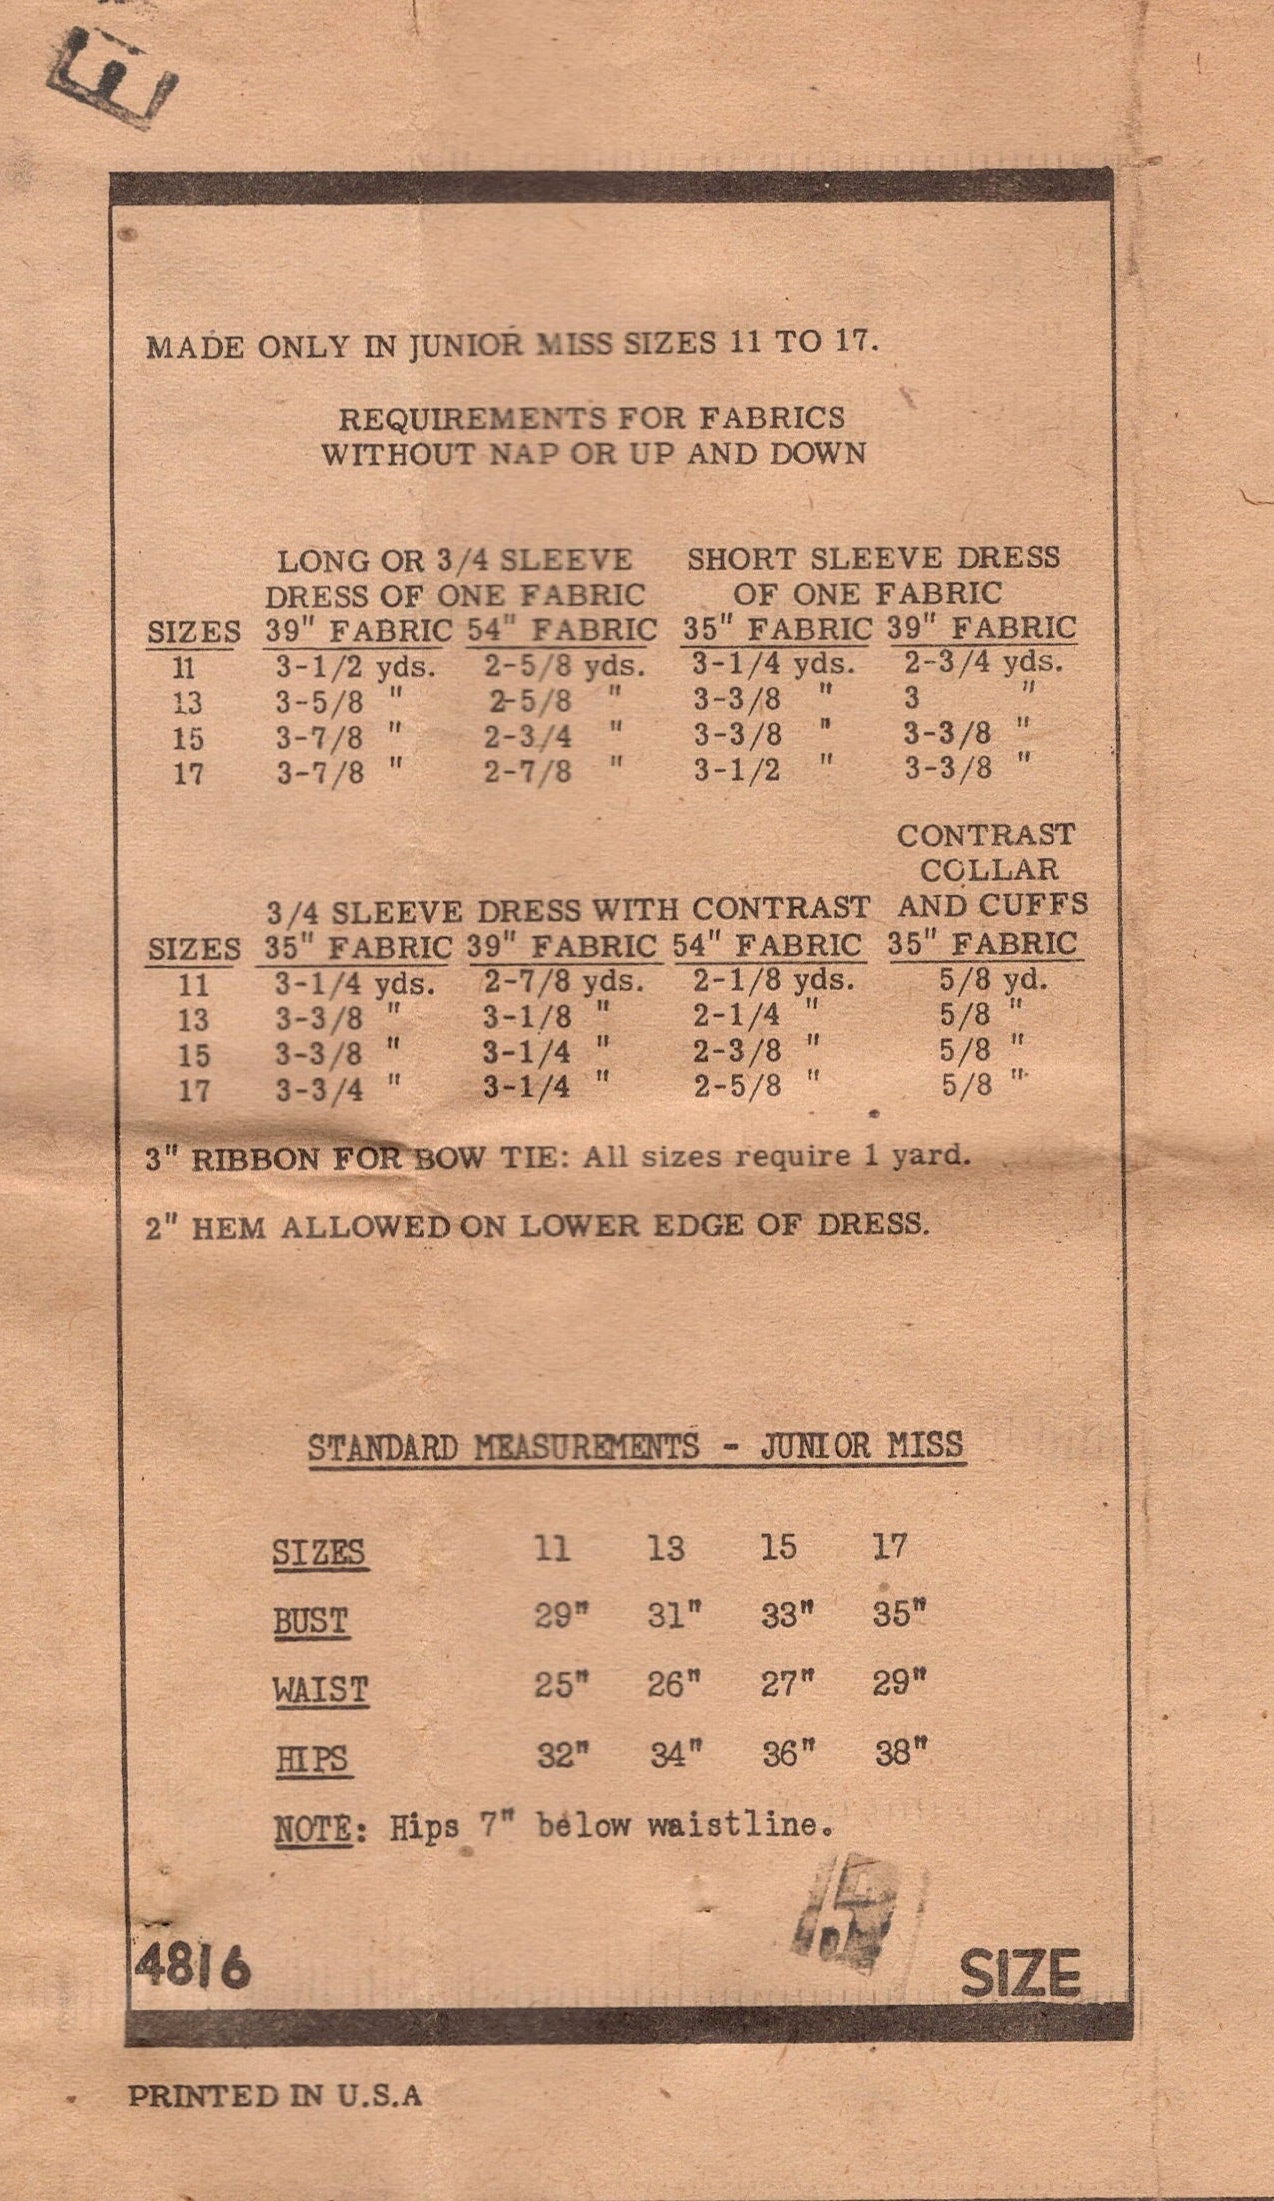 MADE ONLY IN JUNIOR MISS SIZES 11 TO 17.
REQUIREMENTS FOR FABRICS
WITHOUT NAP OR UP AND DOWN
LONG OR 3/4 SLEEVE SHORT SLEEVE DRESS
DRESS OF ONE FABRIC OF ONE FABRIC
SIZES 39" FABRIC 54" FABRIC 35" FABRIC 39" FABRIC
11 3-1/2 yds. 2-5/8 yds. 3-1/4 yds. 2-3/4 yds.
13 3-5/8 " 2-5/8 " 3-3/8 " 3 "
15 3-7/8 " 2-3/4 " 3-3/8 " 3-3/8 "
17 3-7/8 " 2-7/8 " 3-1/2 " 3-3/8 "
CONTRAST
COLLAR
3/4 SLEEVE DRESS WITH CONTRAST AND CUFFS
SIZES 35" FABRIC 39" FABRIC 54" FABRIC 35" FABRIC
11 3-1/4 yds. 2-7/8 yds. 2-1/8 yds. 5/8 yd.
13 3-3/8 " 3-1/8 " 2-1/4 " 5/8 "
15 3-3/8 " 3-1/4 " 2-3/8 " 5/8 "
17 3-3/4 " 3-1/4 " 2-5/8 " 5/8 "
3" RIBBON FOR BOW TIE: All sizes require 1 yard.
2" HEM ALLOWED ON LOWER EDGE OF DRESS.
STANDARD MEASUREMENTS - JUNIOR MISS
SIZES 11 13 15 17
BUST 29" 31" 33" 35"
WAIST 25" 26" 27" 29"
HIPS 32" 34" 36" 38"
NOTE: Hips 7" below waistline.
4816 SIZE
PRINTED IN U.S.A